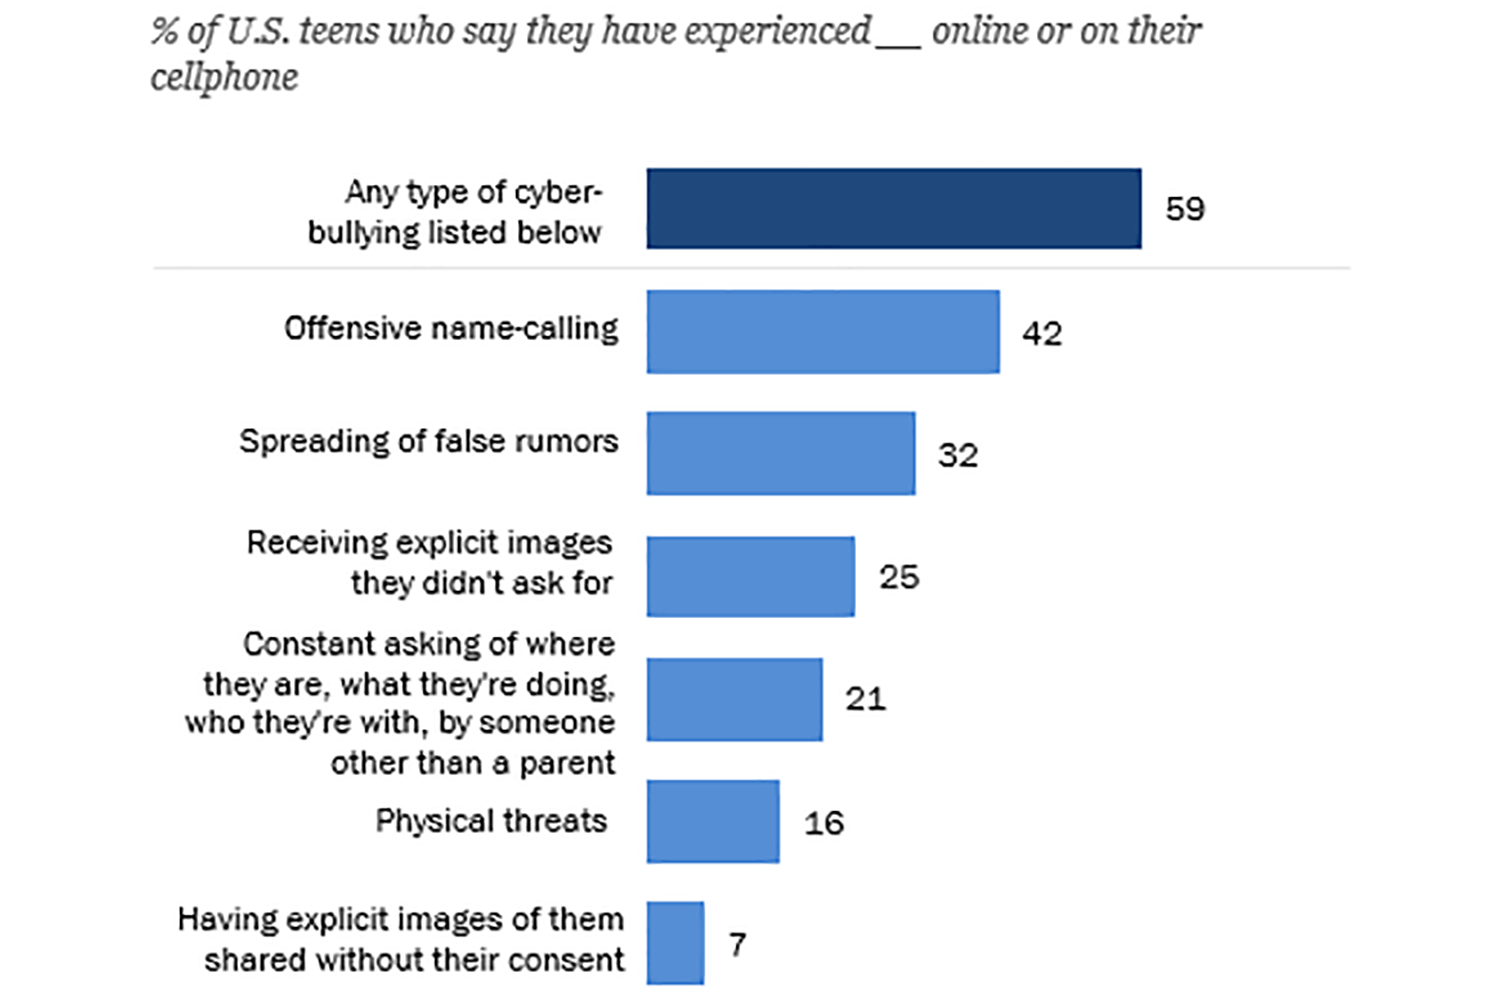 % of U.S. teens who say they have experienced__ online or on their
cellphone
Any type of cyber-
bullying listed below
59
Offensive name-calling
42
Spreading of false rumors
32
Receiving explicit images
they didn't ask for
25
Constant asking of where
they are, what they're doing,
who they're with, by someone
other than a parent
21
Physical threats
16
Having explicit images of them
shared without their consent
7